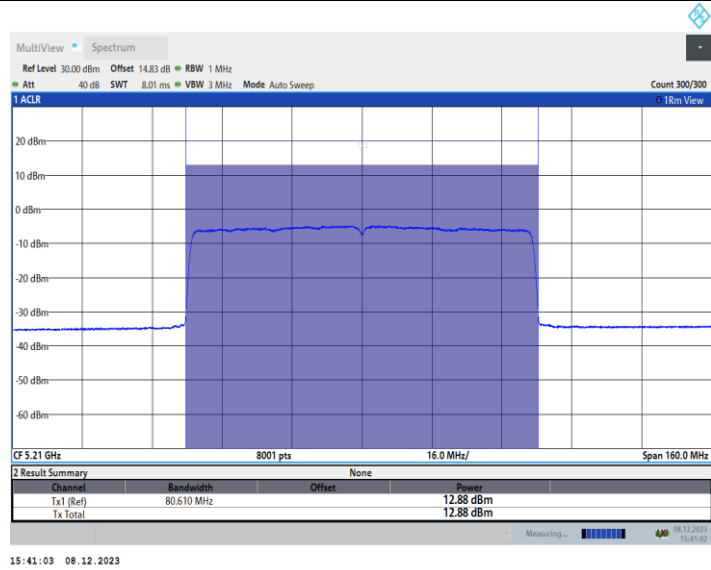 MultiView Spectrum
Ref Level 30.00 dBm Offset 14.83 dB RBW 1 MHz
Att 40 dB SWT 8.01 ms VBW 3 MHz Mode Auto Sweep Count 300/300
1 ACLR 1Rm View
20 dBm
10 dBm
0 dBm
-10 dBm
-20 dBm
-30 dBm
-40 dBm
-50 dBm
-60 dBm
CF 5.21 GHz 8001 pts 16.0 MHz/ Span 160.0 MHz
2 Result Summary None
Channel Bandwidth Offset Power
Tx1 (Ref) 80.610 MHz 12.88 dBm
Tx Total 12.88 dBm
Measuring... 08.12.2023
15:41:02
15:41:03 08.12.2023